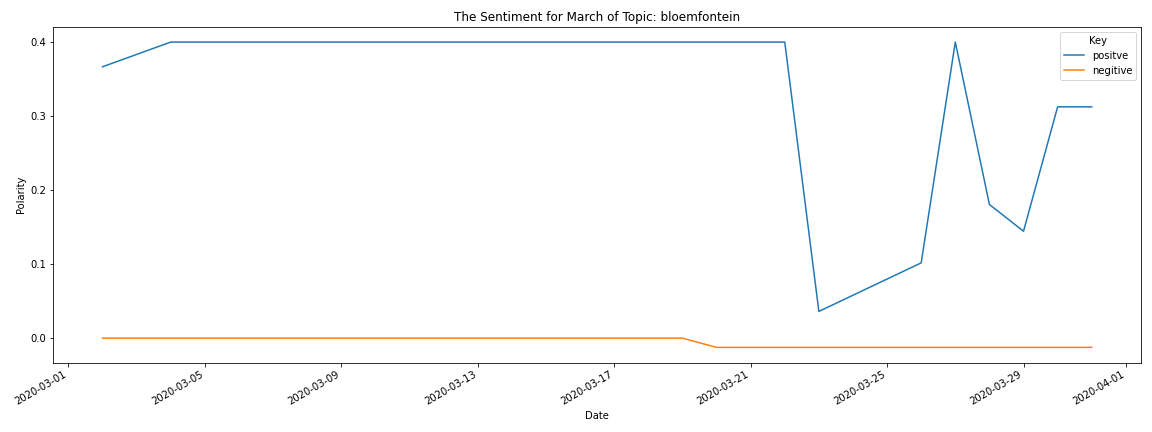 The Sentiment for March of Topic: bloemfontein
Key
positve
negitive
Polarity
0.4
0.3
0.2
0.1
0.0
2020-03-01
2020-03-05
2020-03-09
2020-03-13
2020-03-17
2020-03-21
2020-03-25
2020-03-29
2020-04-01
Date